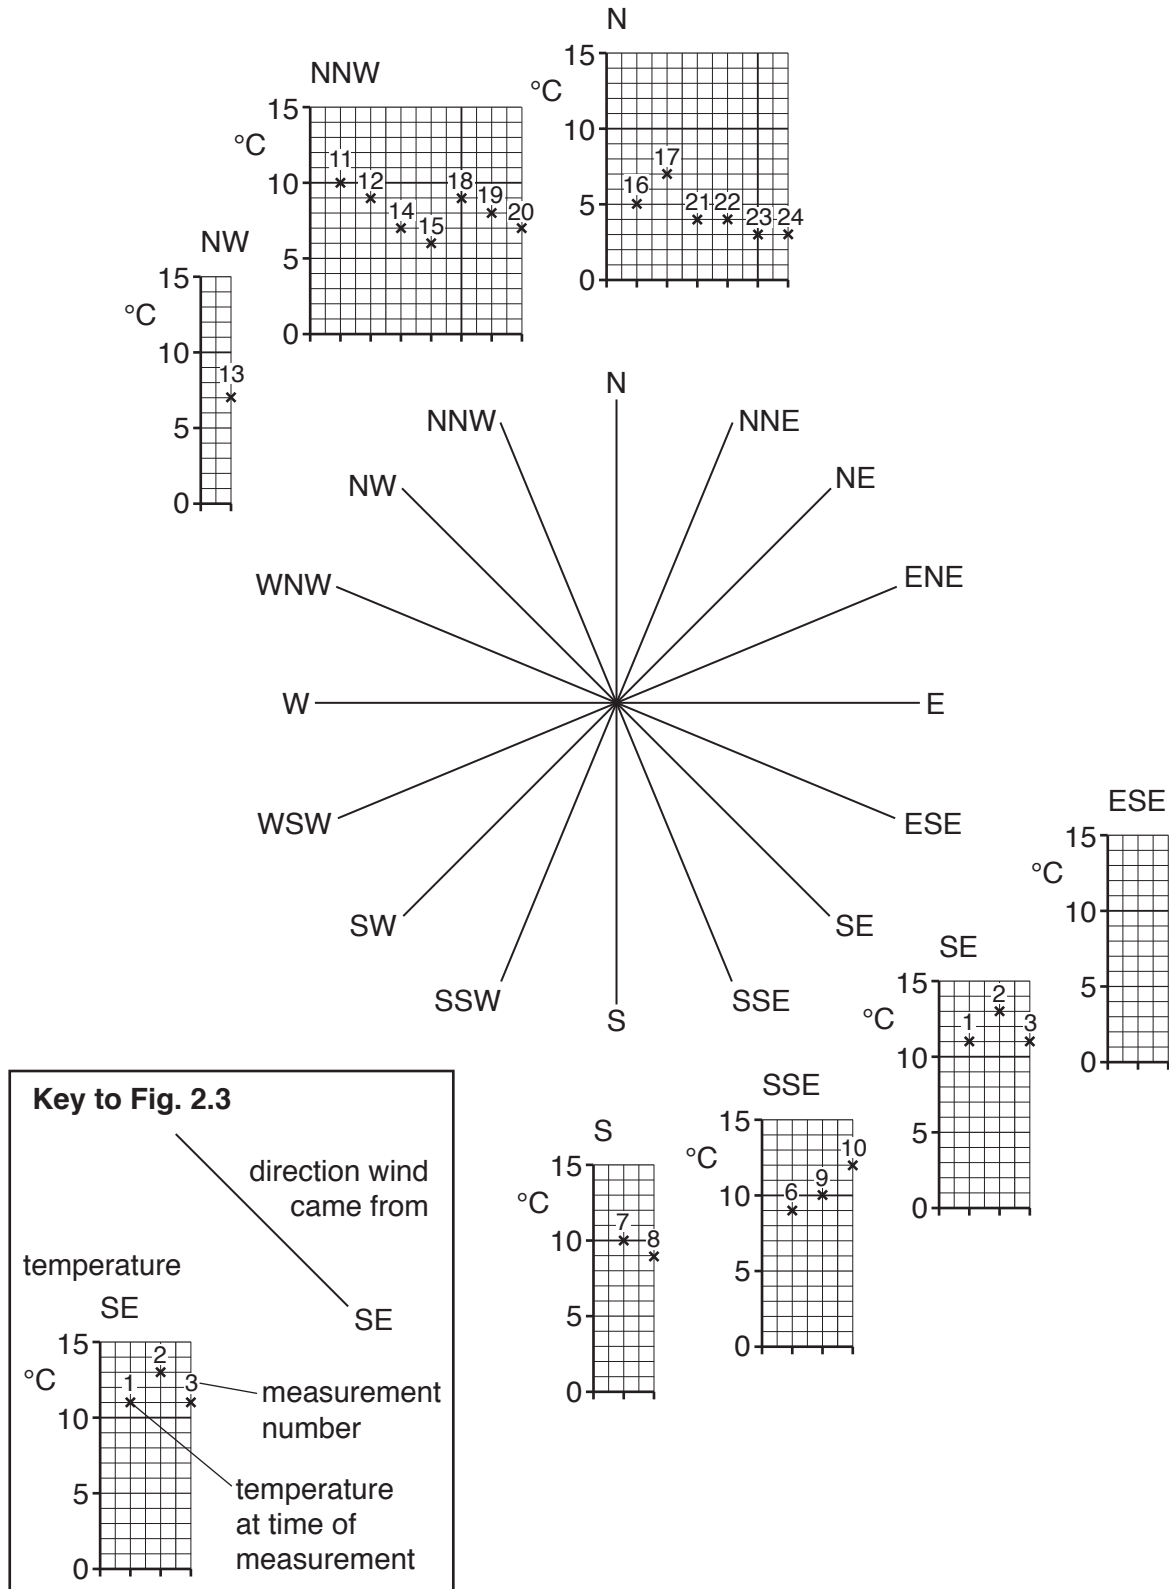 N
15
°C
10
5
0
16
17
21
22
23
24
NNW
15
°C
10
5
0
11
12
14
15
18
19
20
NW
15
°C
10
5
0
13
N
NNW
NNE
NW
NE
WNW
ENE
W
E
WSW
ESE
SW
SE
SSW
SSE
S
ESE
15
°C
10
5
0
SE
15
°C
10
5
0
1
2
3
SSE
15
°C
10
5
0
6
9
10
S
15
°C
10
5
0
7
8
Key to Fig. 2.3
direction wind
came from
SE
temperature
SE
15
°C
10
5
0
1
2
3
measurement
number
temperature
at time of
measurement